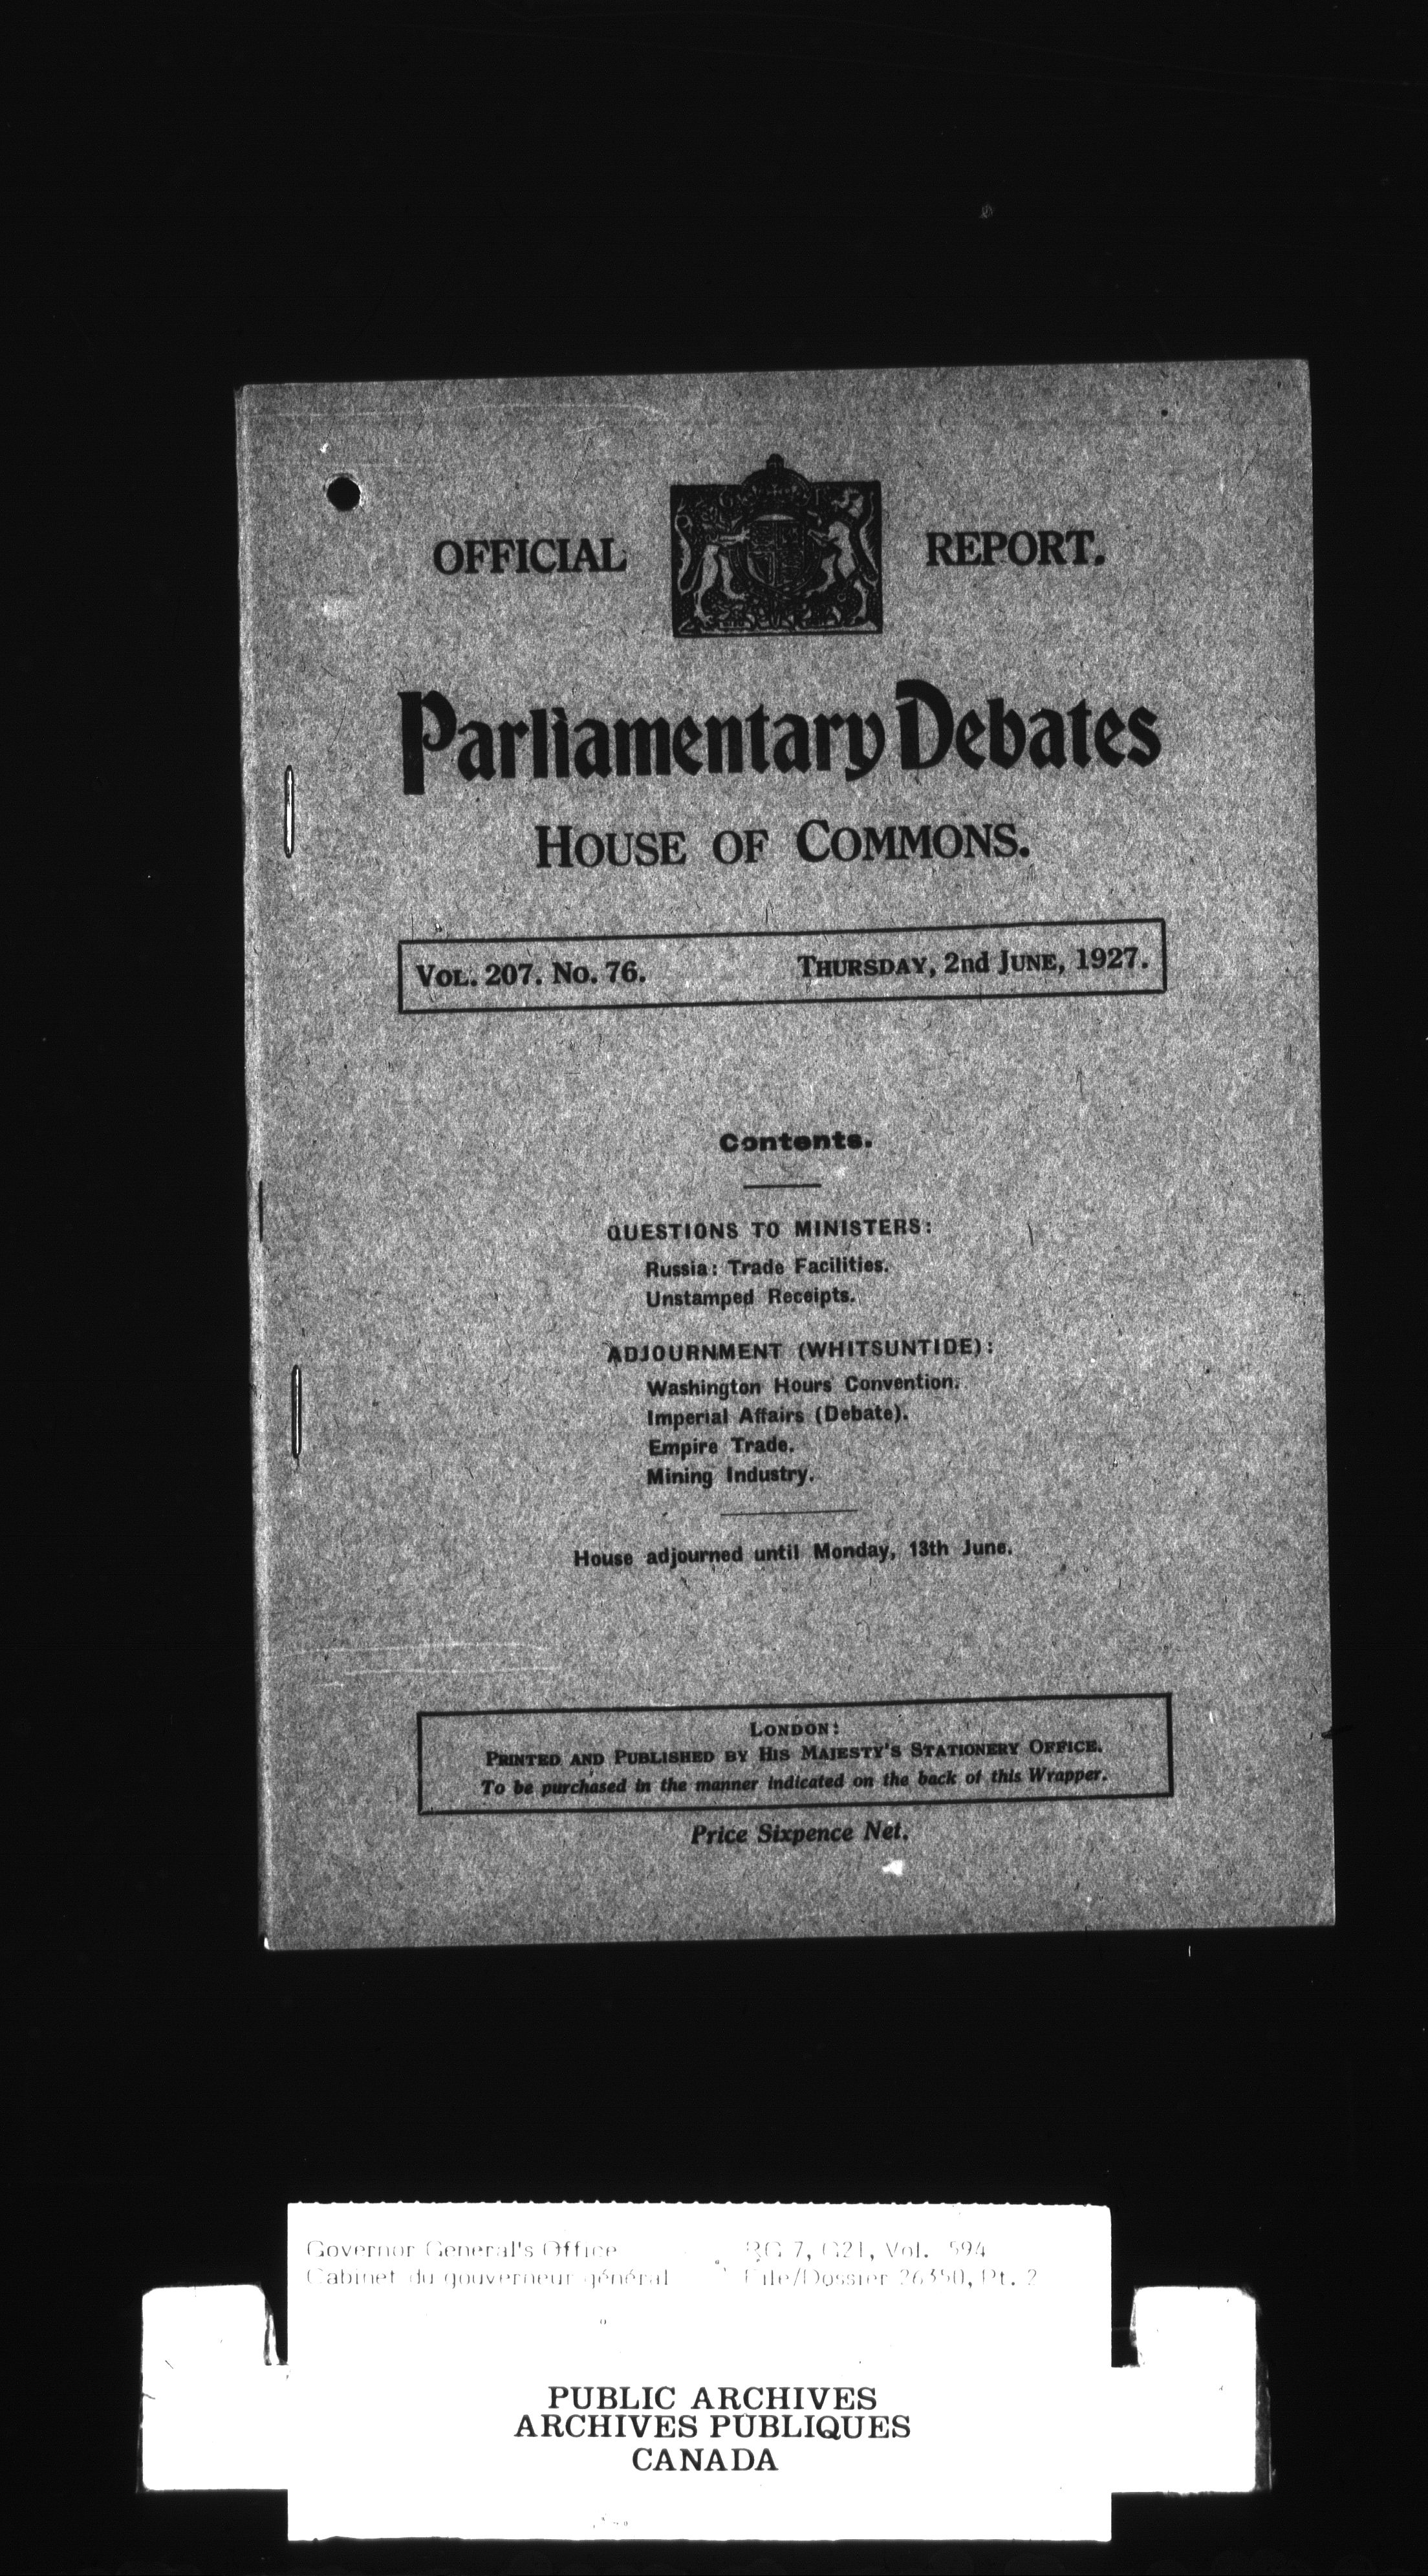 OFFICIAL REPORT.
Parliamentary Debates
HOUSE OF COMMONS.
VOL. 207. No. 76. THURSDAY, 2nd JUNE, 1927.
Contents.
QUESTIONS TO MINISTERS:
Russia: Trade Facilities.
Unstamped Receipts.
ADJOURNMENT (WHITSUNTIDE):
Washington Hours Convention.
Imperial Affairs (Debate).
Empire Trade.
Mining Industry.
House adjourned until Monday, 13th June.
LONDON:
PRINTED AND PUBLISHED BY HIS MAJESTY'S STATIONERY OFFICE.
To be purchased in the manner indicated on the back of this Wrapper.
Price Sixpence Net.
Governor General's Office RG 7, G21, Vol. 594
Cabinet du gouverneur général File/Dossier 26350, Pt. 2
PUBLIC ARCHIVES
ARCHIVES PUBLIQUES
CANADA